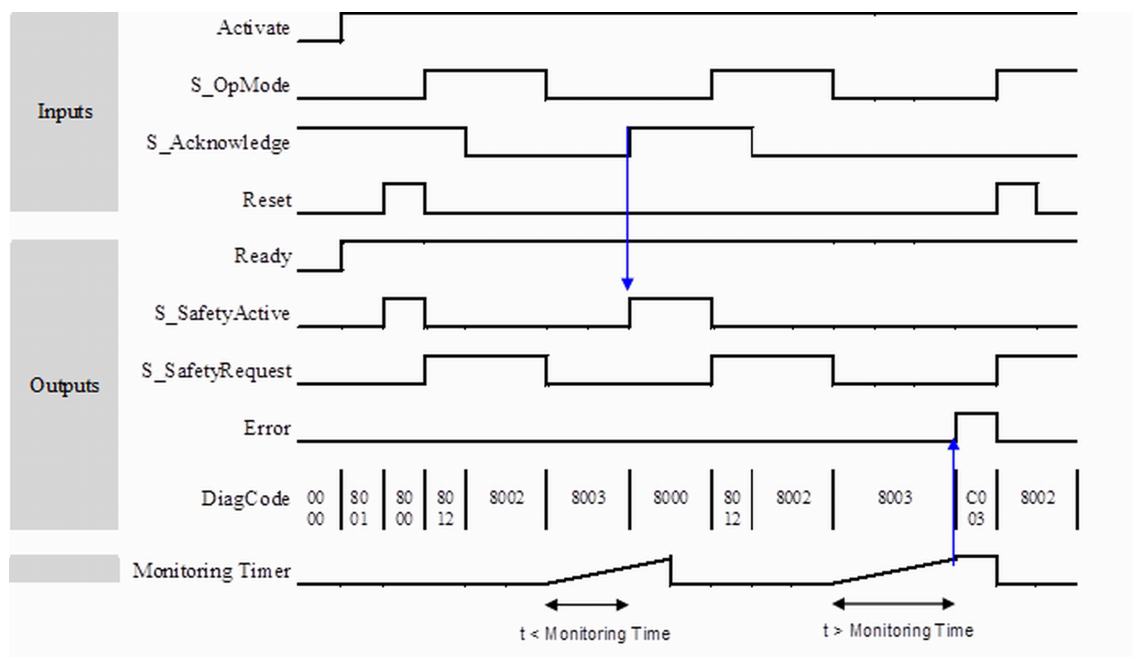 Inputs
Activate
S_OpMode
S_Acknowledge
Reset
Outputs
Ready
S_SafetyActive
S_SafetyRequest
Error
DiagCode
00
00
80
01
80
00
80
12
8002
8003
8000
80
12
8002
8003
C0
03
8002
Monitoring Timer
t < Monitoring Time
t > Monitoring Time